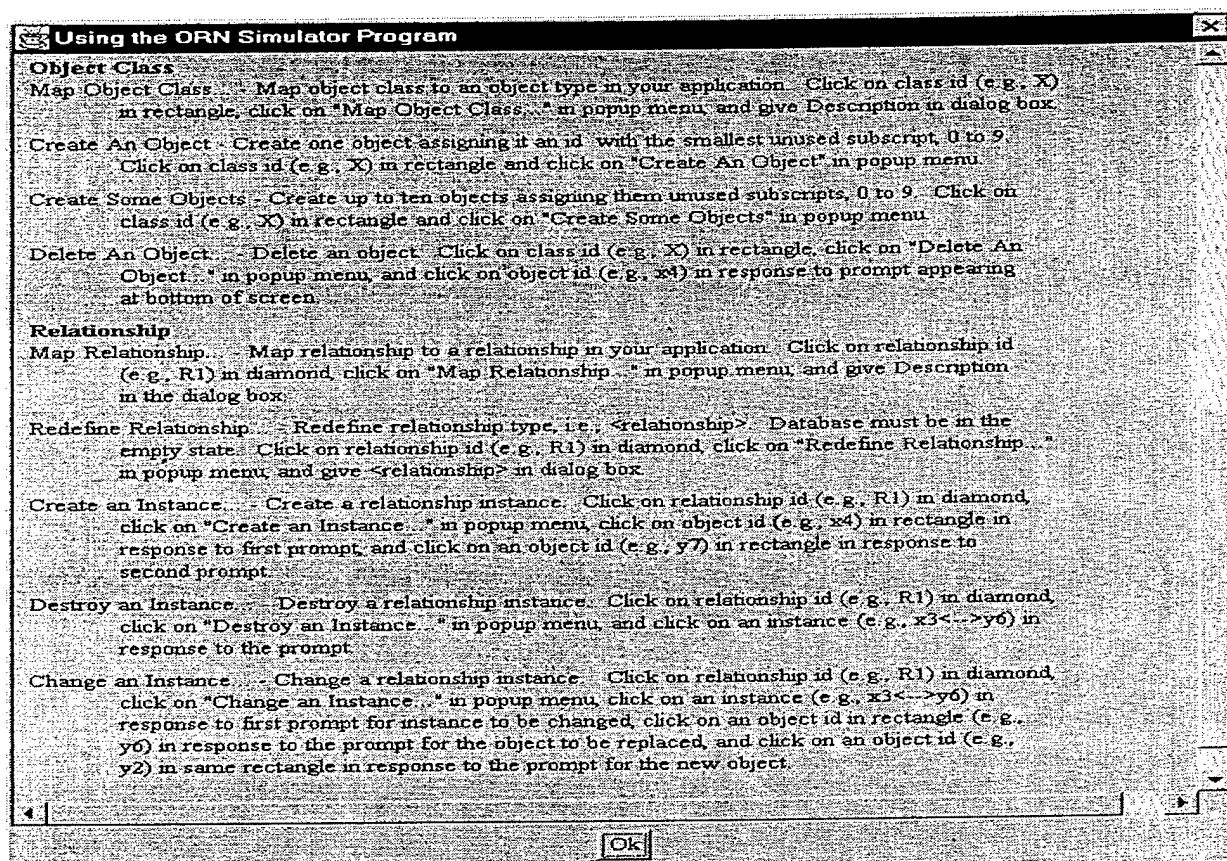 Using the ORN Simulator Program
Object Class
Map Object Class... - Map object class to an object type in your application. Click on class id (e.g., X)
in rectangle, click on "Map Object Class..." in popup menu, and give Description in dialog box.
Create An Object - Create one object assigning it an id with the smallest unused subscript, 0 to 9.
Click on class id (e.g., X) in rectangle and click on "Create An Object" in popup menu.
Create Some Objects - Create up to ten objects assigning them unused subscripts, 0 to 9. Click on
class id (e.g., X) in rectangle and click on "Create Some Objects" in popup menu.
Delete An Object... - Delete an object. Click on class id (e.g., X) in rectangle, click on "Delete An
Object..." in popup menu, and click on object id (e.g., x4) in response to prompt appearing
at bottom of screen.
Relationship
Map Relationship... - Map relationship to a relationship in your application. Click on relationship id
(e.g., R1) in diamond, click on "Map Relationship..." in popup menu, and give Description
in the dialog box.
Redefine Relationship... - Redefine relationship type, i.e., <relationship>. Database must be in the
empty state. Click on relationship id (e.g., R1) in diamond, click on "Redefine Relationship..."
in popup menu, and give <relationship> in dialog box.
Create an Instance... - Create a relationship instance. Click on relationship id (e.g., R1) in diamond,
click on "Create an Instance..." in popup menu, click on object id (e.g., x4) in rectangle in
response to first prompt, and click on an object id (e.g., y7) in rectangle in response to
second prompt.
Destroy an Instance... - Destroy a relationship instance. Click on relationship id (e.g., R1) in diamond,
click on "Destroy an Instance..." in popup menu, and click on an instance (e.g., x3<-->y6) in
response to the prompt.
Change an Instance... - Change a relationship instance. Click on relationship id (e.g., R1) in diamond,
click on "Change an Instance..." in popup menu, click on an instance (e.g., x3<-->y6) in
response to first prompt for instance to be changed, click on an object id in rectangle (e.g.,
y6) in response to the prompt for the object to be replaced, and click on an object id (e.g.,
y2) in same rectangle in response to the prompt for the new object.
Ok